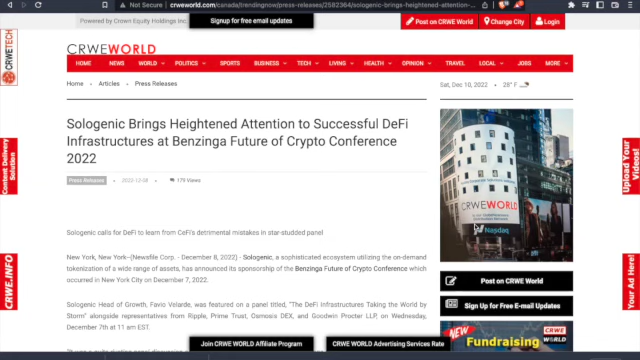 crweworld.com/canada/trendingnow/press-releases/2582364/sologenic-brings-heightened-attention-...
Powered by Crown Equity Holdings Inc.
Signup for free email updates
Post on CRWE World
Change City
Login
CRWETECH
CRWEWORLD
HOME NEWS WORLD POLITICS SPORTS BUSINESS TECH LIVING HEALTH OPINION TRAVEL LOCAL JOBS MORE
Home Articles Press Releases
Sat, Dec 10, 2022 28° F
Sologenic Brings Heightened Attention to Successful DeFi
Infrastructures at Benzinga Future of Crypto Conference
2022
Press Releases 2022-12-08 179 Views
Content Delivery
Solution
Upload Your
Videos!
CRWEWORLD
Nasdaq
Sologenic calls for DeFi to learn from CeFi's detrimental mistakes in star-studded panel
New York, New York--(Newsfile Corp. - December 8, 2022) - Sologenic, a sophisticated ecosystem utilizing the on-demand
tokenization of a wide range of assets, has announced its sponsorship of the Benzinga Future of Crypto Conference which
occurred in New York City on December 7, 2022.
CRWE.INFO
CRWE WORLD
Post on CRWE World
Sign Up for Free E-mail Updates
Sologenic Head of Growth, Favio Velarde, was featured on a panel titled, "The DeFi Infrastructures Taking the World by
Storm" alongside representatives from Ripple, Prime Trust, Osmosis DEX, and Goodwin Procter LLP, on Wednesday,
December 7th at 11 am EST.
NEW
Fundraising
CRWE
WORLD
Join CRWE WORLD Affiliate Program
CRWE WORLD Advertising Services Rate